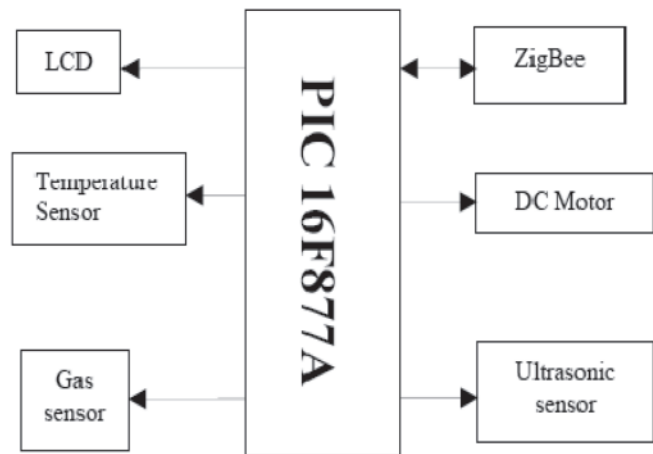 LCD
Temperature
Sensor
Gas
sensor
PIC 16F877A
ZigBee
DC Motor
Ultrasonic
sensor